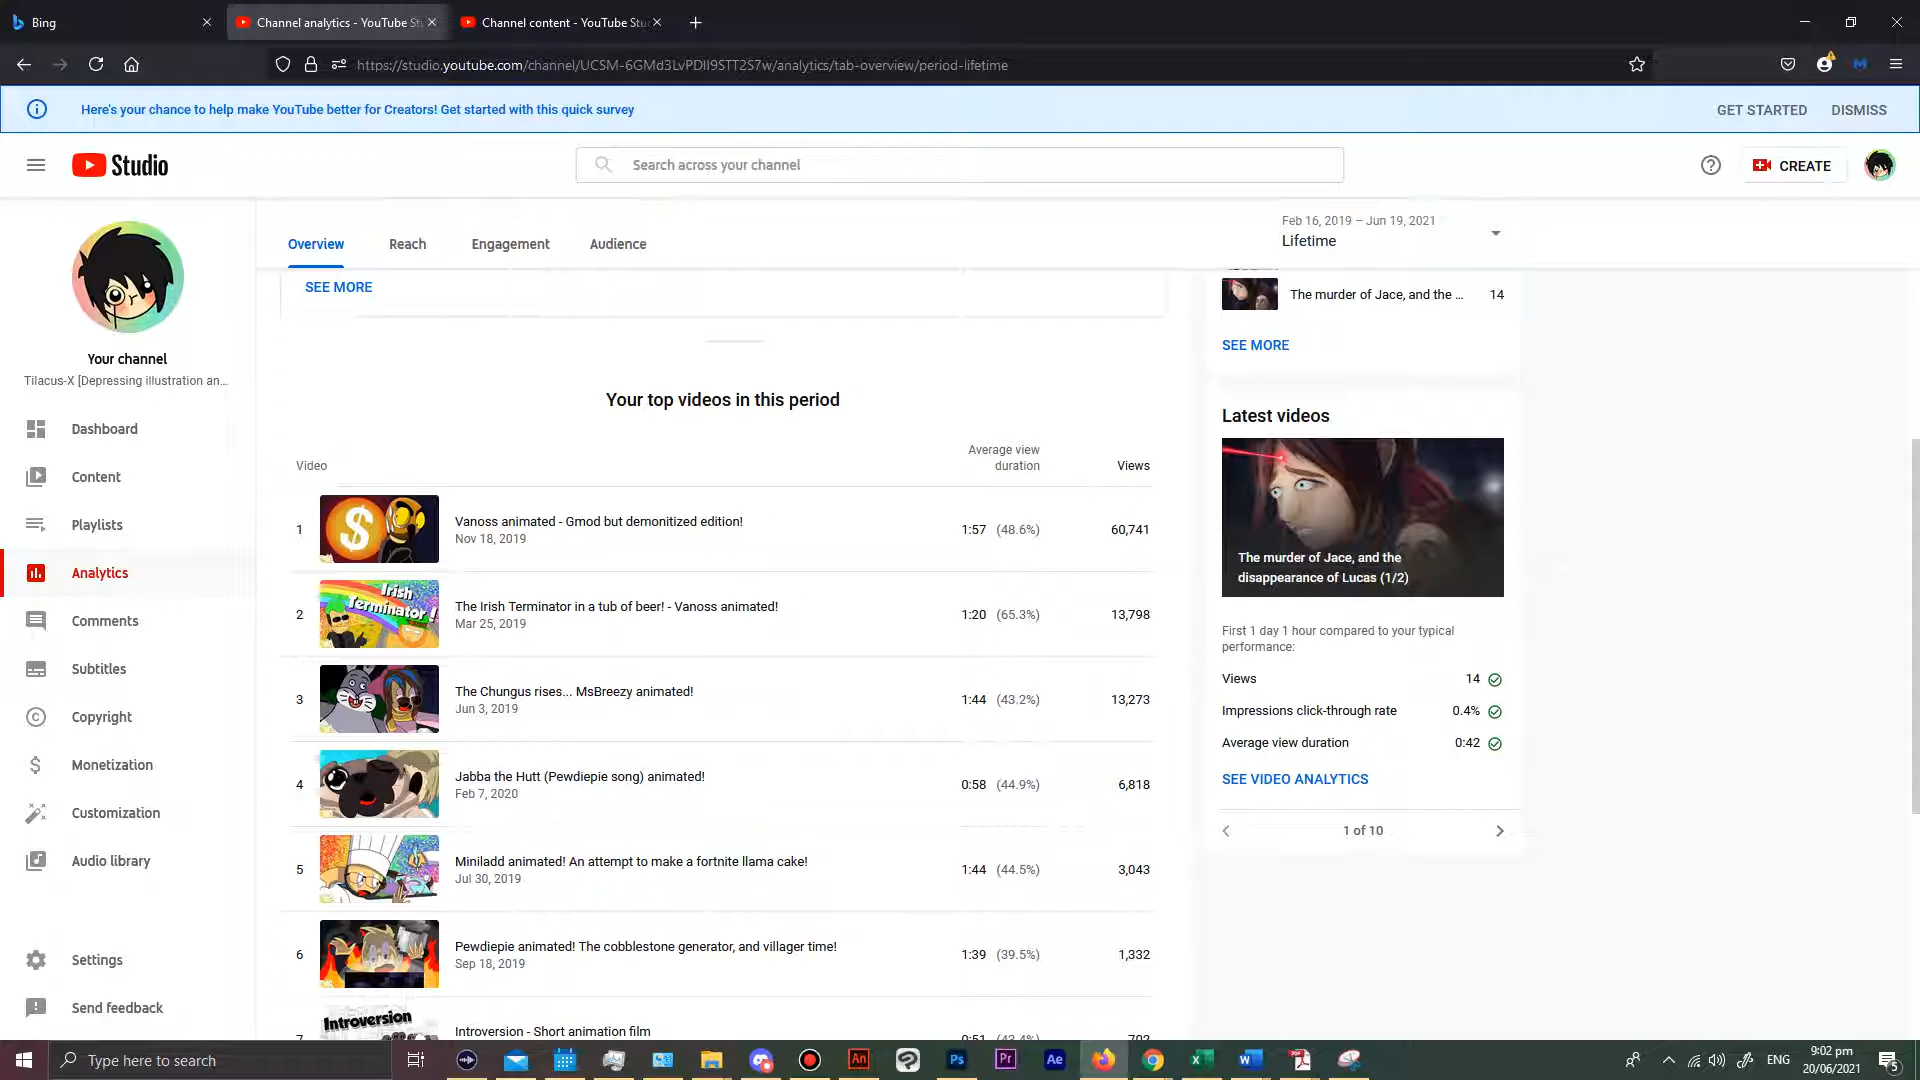 Bing
Channel analytics - YouTube St
Channel content - YouTube Stu
https://studio.youtube.com/channel/UCSM-6GMd3LvPDlI9STT2S7w/analytics/tab-overview/period-lifetime
Here's your chance to help make YouTube better for Creators! Get started with this quick survey
GET STARTED
DISMISS
Studio
Search across your channel
CREATE
Your channel
Tilacus-X [Depressing illustration an...
Dashboard
Content
Playlists
Analytics
Comments
Subtitles
Copyright
Monetization
Customization
Audio library
Settings
Send feedback
Overview
Reach
Engagement
Audience
Feb 16, 2019 – Jun 19, 2021
Lifetime
SEE MORE
Your top videos in this period
Video
Average view
duration
Views
1
$
Vanoss animated - Gmod but demonitized edition!
Nov 18, 2019
1:57 (48.6%) 60,741
2
Irish
Terminator!
The Irish Terminator in a tub of beer! - Vanoss animated!
Mar 25, 2019
1:20 (65.3%) 13,798
3
The Chungus rises... MsBreezy animated!
Jun 3, 2019
1:44 (43.2%) 13,273
4
Jabba the Hutt (Pewdiepie song) animated!
Feb 7, 2020
0:58 (44.9%) 6,818
5
Miniladd animated! An attempt to make a fortnite llama cake!
Jul 30, 2019
1:44 (44.5%) 3,043
6
Pewdiepie animated! The cobblestone generator, and villager time!
Sep 18, 2019
1:39 (39.5%) 1,332
7
Introversion
Introversion - Short animation film
0:51 (43.4%) 702
The murder of Jace, and the ... 14
SEE MORE
Latest videos
The murder of Jace, and the
disappearance of Lucas (1/2)
First 1 day 1 hour compared to your typical
performance:
Views 14
Impressions click-through rate 0.4%
Average view duration 0:42
SEE VIDEO ANALYTICS
1 of 10
Type here to search
An
Ps
Pr
Ae
ENG
9:02 pm
20/06/2021
5